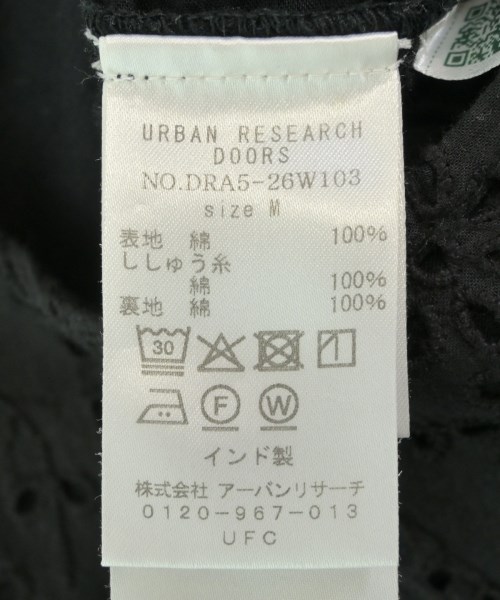 URBAN RESEARCH
DOORS
NO.DRA5-26W103
size M
表地 綿 100%
ししゅう糸
綿 100%
裏地 綿 100%
30
F W
インド製
株式会社 アーバンリサーチ
0120-967-013
UFC